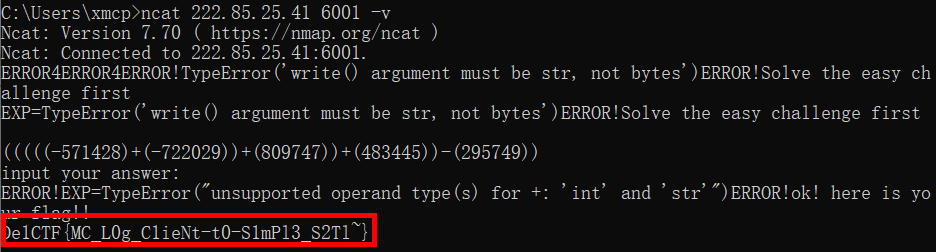 C:\Users\xmcp>ncat 222.85.25.41 6001 -v
Ncat: Version 7.70 ( https://nmap.org/ncat )
Ncat: Connected to 222.85.25.41:6001.
ERROR4ERROR4ERROR!TypeError('write() argument must be str, not bytes')ERROR!Solve the easy ch
allenge first
EXP=TypeError('write() argument must be str, not bytes')ERROR!Solve the easy challenge first
(((((-571428)+(-722029))+(809747))+(483445))-(295749))
input your answer:
ERROR!EXP=TypeError("unsupported operand type(s) for +: 'int' and 'str'")ERROR!ok! here is yo
ur flag!!
De1CTF{MC_L0g_C1ieNt-t0-S1mPl3_S2Tl~}